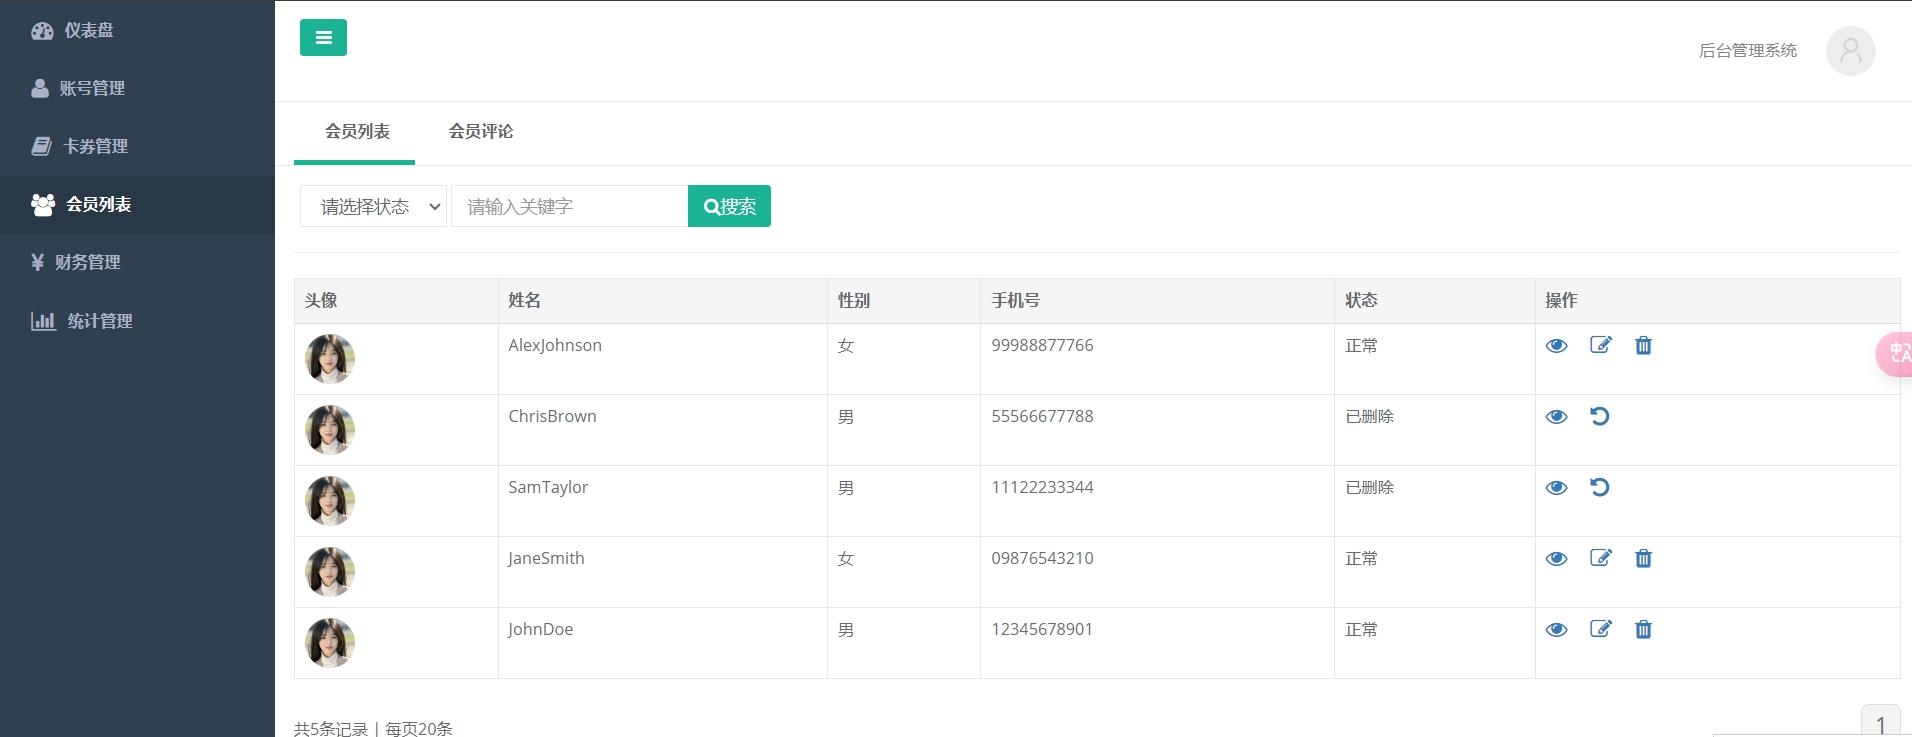 仪表盘
账号管理
卡券管理
会员列表
财务管理
统计管理
后台管理系统
会员列表 会员评论
请选择状态 请输入关键字 搜索
头像 姓名 性别 手机号 状态 操作
AlexJohnson 女 99988877766 正常
ChrisBrown 男 55566677788 已删除
SamTaylor 男 11122233344 已删除
JaneSmith 女 09876543210 正常
JohnDoe 男 12345678901 正常
共5条记录 | 每页20条 1
中A